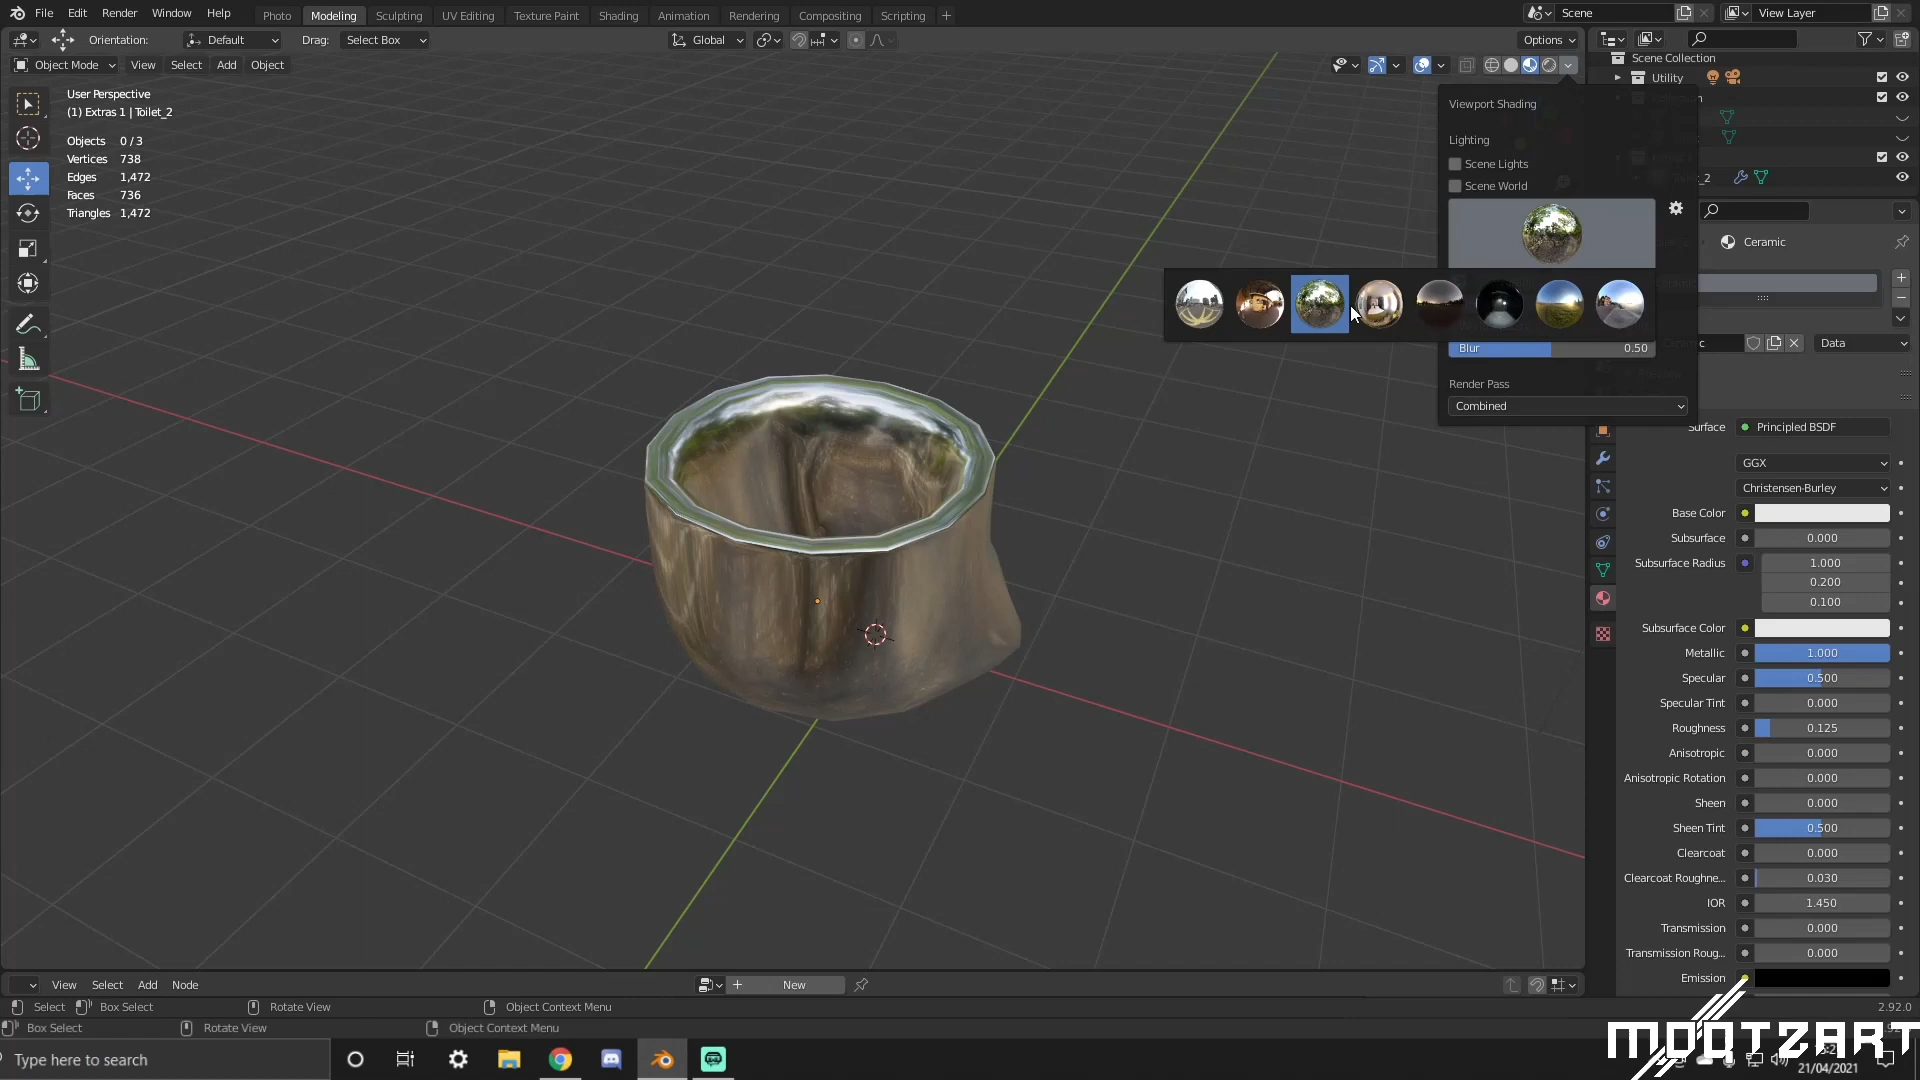 File Edit Render Window Help Photo Modeling Sculpting UV Editing Texture Paint Shading Animation Rendering Compositing Scripting + Scene View Layer
Orientation: Default Drag: Select Box Global Options
Object Mode View Select Add Object
User Perspective
(1) Extras 1 | Toilet_2
Objects 0 / 3
Vertices 738
Edges 1,472
Faces 736
Triangles 1,472
Viewport Shading
Lighting
Scene Lights
Scene World
Blur 0.50
Render Pass
Combined
Scene Collection
Utility
Ceramic
Data
Surface Principled BSDF
GGX
Christensen-Burley
Base Color
Subsurface 0.000
Subsurface Radius 1.000
0.200
0.100
Subsurface Color
Metallic 1.000
Specular 0.500
Specular Tint 0.000
Roughness 0.125
Anisotropic 0.000
Anisotropic Rotation 0.000
Sheen 0.000
Sheen Tint 0.500
Clearcoat 0.000
Clearcoat Roughne... 0.030
IOR 1.450
Transmission 0.000
Transmission Roug... 0.000
Emission
View Select Add Node New
Select Box Select Rotate View Object Context Menu 2.92.0
Box Select Rotate View Object Context Menu
MOOTZART
Type here to search
21/04/2021